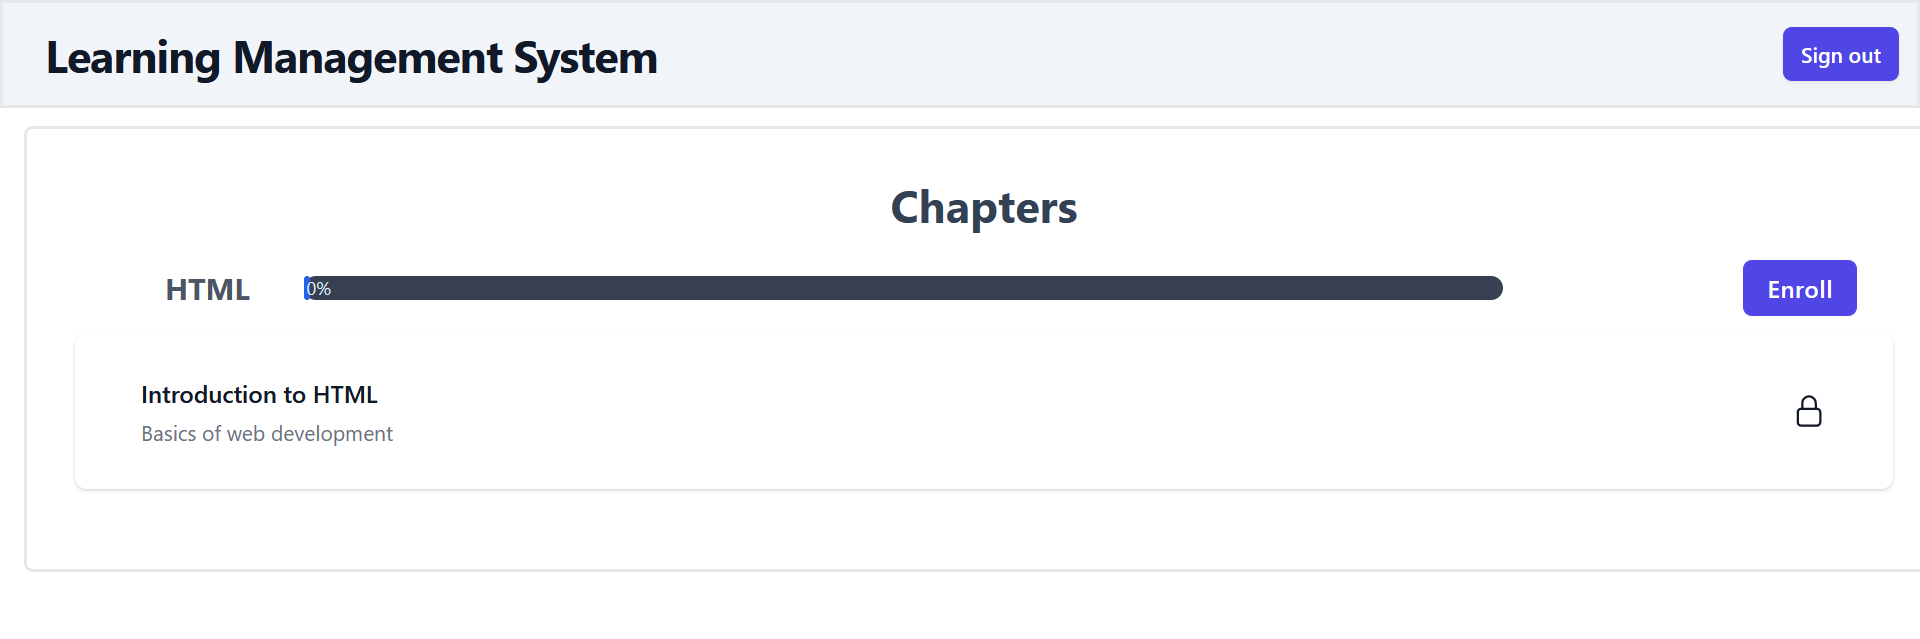 Learning Management System
Sign out
Chapters
HTML
0%
Enroll
Introduction to HTML
Basics of web development